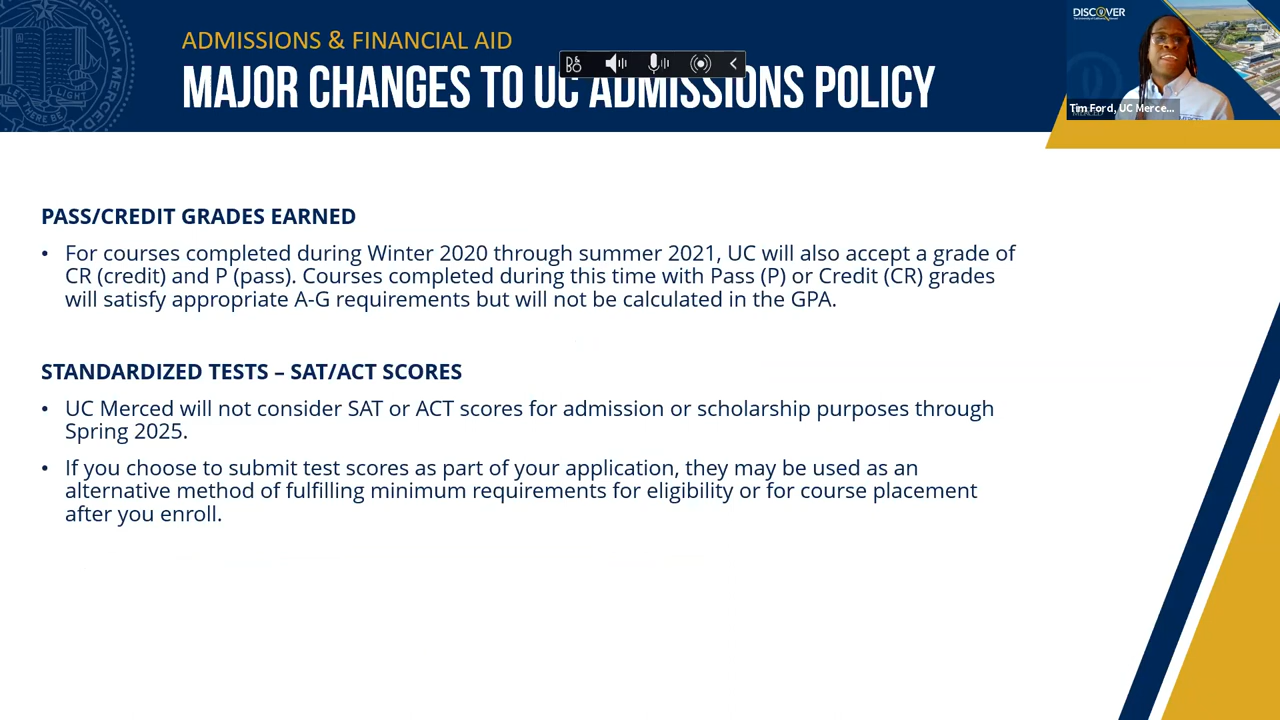 ADMISSIONS & FINANCIAL AID
MAJOR CHANGES TO UC ADMISSIONS POLICY
DISCOVER
Tim Ford, UC Merce...
PASS/CREDIT GRADES EARNED
• For courses completed during Winter 2020 through summer 2021, UC will also accept a grade of
CR (credit) and P (pass). Courses completed during this time with Pass (P) or Credit (CR) grades
will satisfy appropriate A-G requirements but will not be calculated in the GPA.
STANDARDIZED TESTS – SAT/ACT SCORES
• UC Merced will not consider SAT or ACT scores for admission or scholarship purposes through
Spring 2025.
• If you choose to submit test scores as part of your application, they may be used as an
alternative method of fulfilling minimum requirements for eligibility or for course placement
after you enroll.